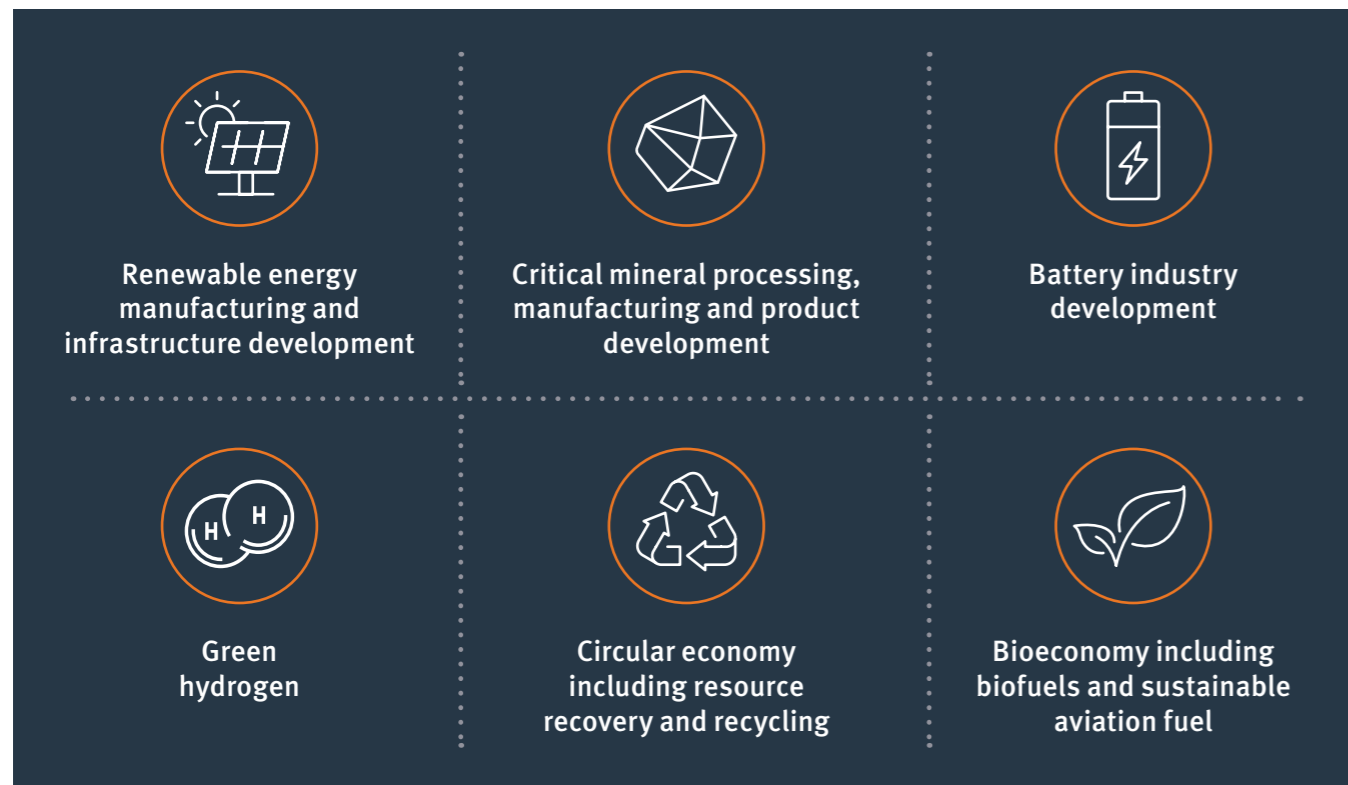 Renewable energy
manufacturing and
infrastructure development
Critical mineral processing,
manufacturing and product
development
Battery industry
development
H
H
Green
hydrogen
Circular economy
including resource
recovery and recycling
Bioeconomy including
biofuels and sustainable
aviation fuel